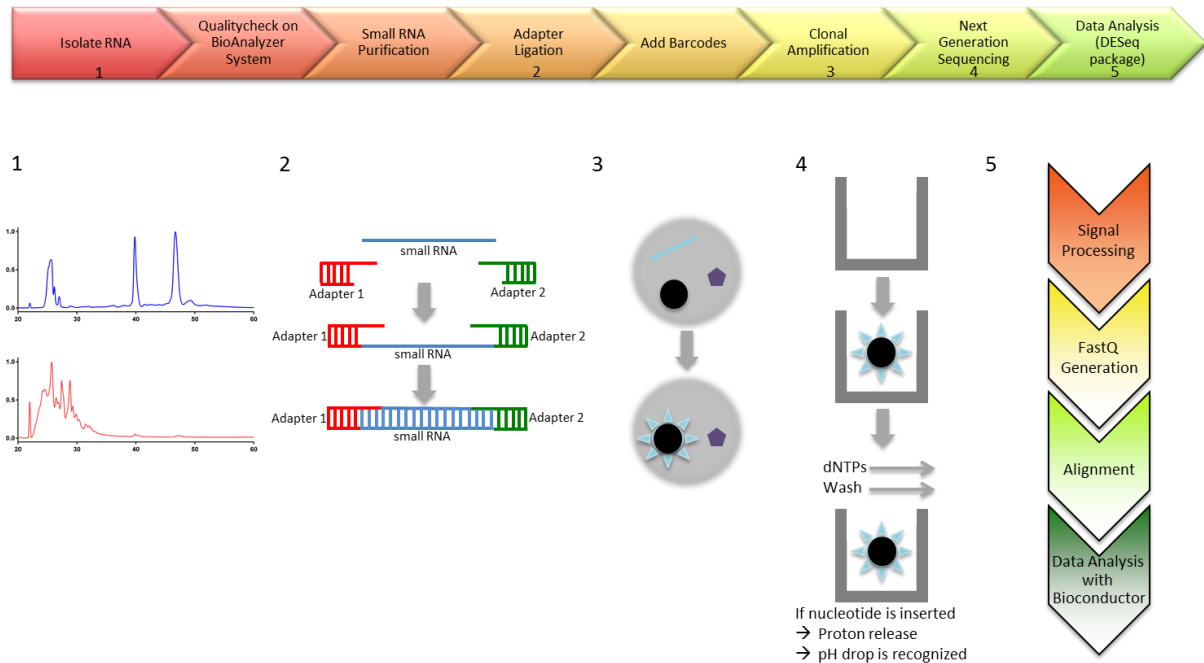 Isolate RNA
1
Qualitycheck on
BioAnalyzer
System
Small RNA
Purification
Adapter
Ligation
2
Add Barcodes
Clonal
Amplification
3
Next
Generation
Sequencing
4
Data Analysis
(DESeq
package)
5
1
1.0
0.5
0.0
20 30 40 50 60
1.0
0.5
0.0
20 30 40 50 60
2
small RNA
Adapter 1
Adapter 2
Adapter 1
Adapter 2
small RNA
Adapter 1
Adapter 2
small RNA
3
4
dNTPs
Wash
If nucleotide is inserted
→ Proton release
→ pH drop is recognized
5
Signal
Processing
FastQ
Generation
Alignment
Data Analysis
with
Bioconductor